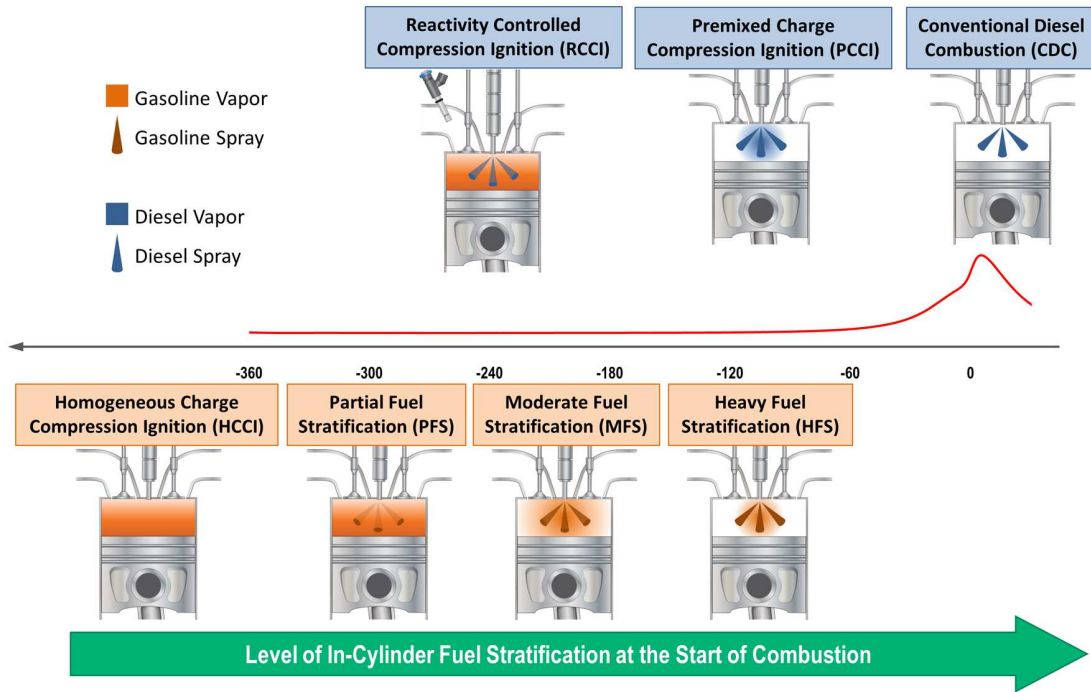 Reactivity Controlled
Compression Ignition (RCCI)
Premixed Charge
Compression Ignition (PCCI)
Conventional Diesel
Combustion (CDC)
Gasoline Vapor
Gasoline Spray
Diesel Vapor
Diesel Spray
-360
-300
-240
-180
-120
-60
0
Homogeneous Charge
Compression Ignition (HCCI)
Partial Fuel
Stratification (PFS)
Moderate Fuel
Stratification (MFS)
Heavy Fuel
Stratification (HFS)
Level of In-Cylinder Fuel Stratification at the Start of Combustion